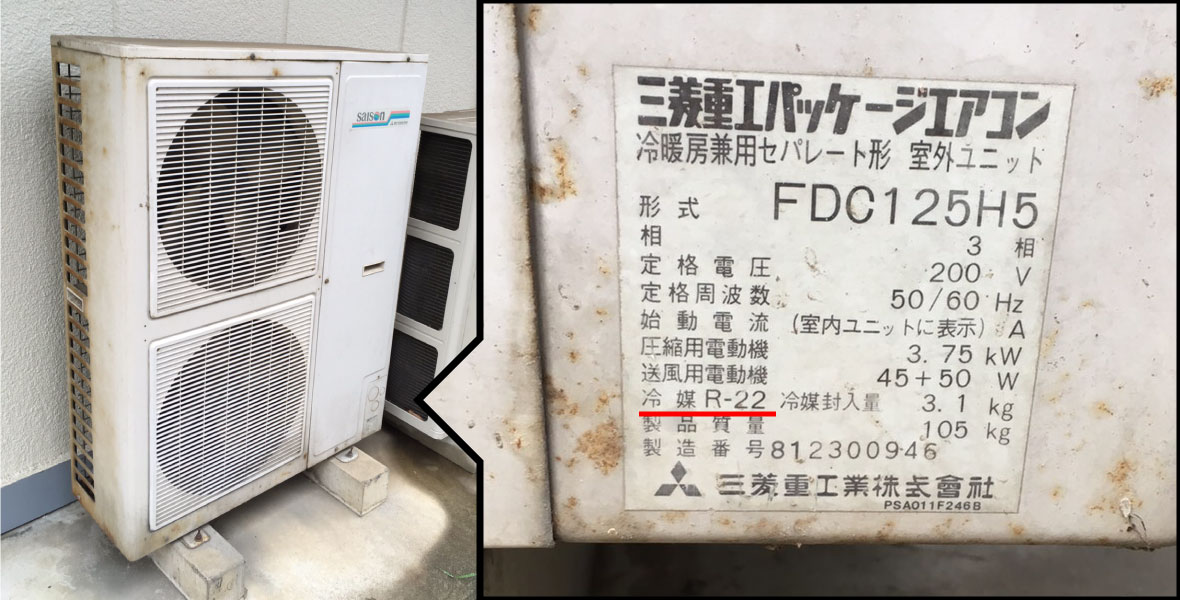 saison
三菱重工パッケージエアコン
冷暖房兼用セパレート形 室外ユニット
形式 FDC125H5
相 3 相
定格電圧 200 V
定格周波数 50/60 Hz
始動電流 (室内ユニットに表示) A
圧縮用電動機 3.75 kW
送風用電動機 45+50 W
冷媒 R-22 冷媒封入量 3.1 kg
製品質量 105 kg
製造番号 812300946
三菱重工業株式會社
PSA011F246B